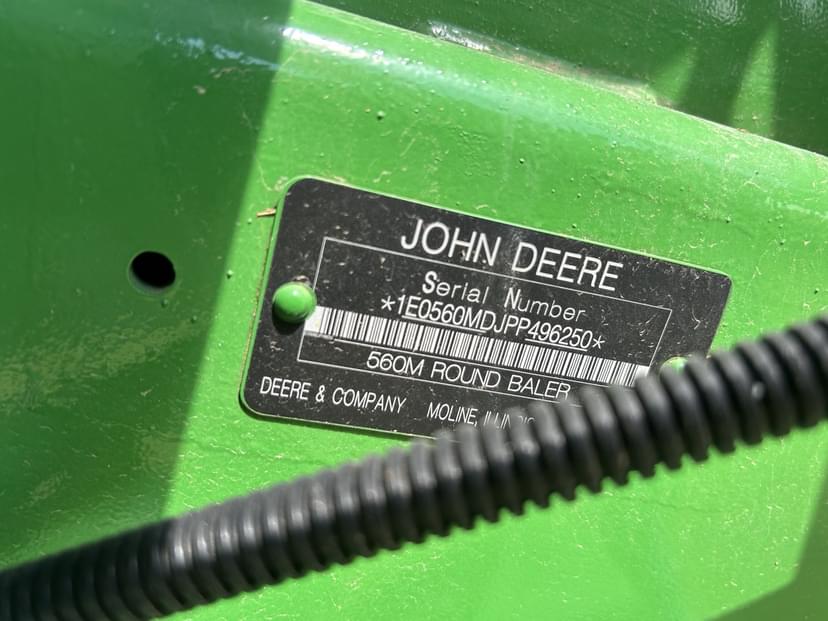 JOHN DEERE
Serial Number
*1E0560MDJPP496250*
560M ROUND BALER
DEERE & COMPANY MOLINE,